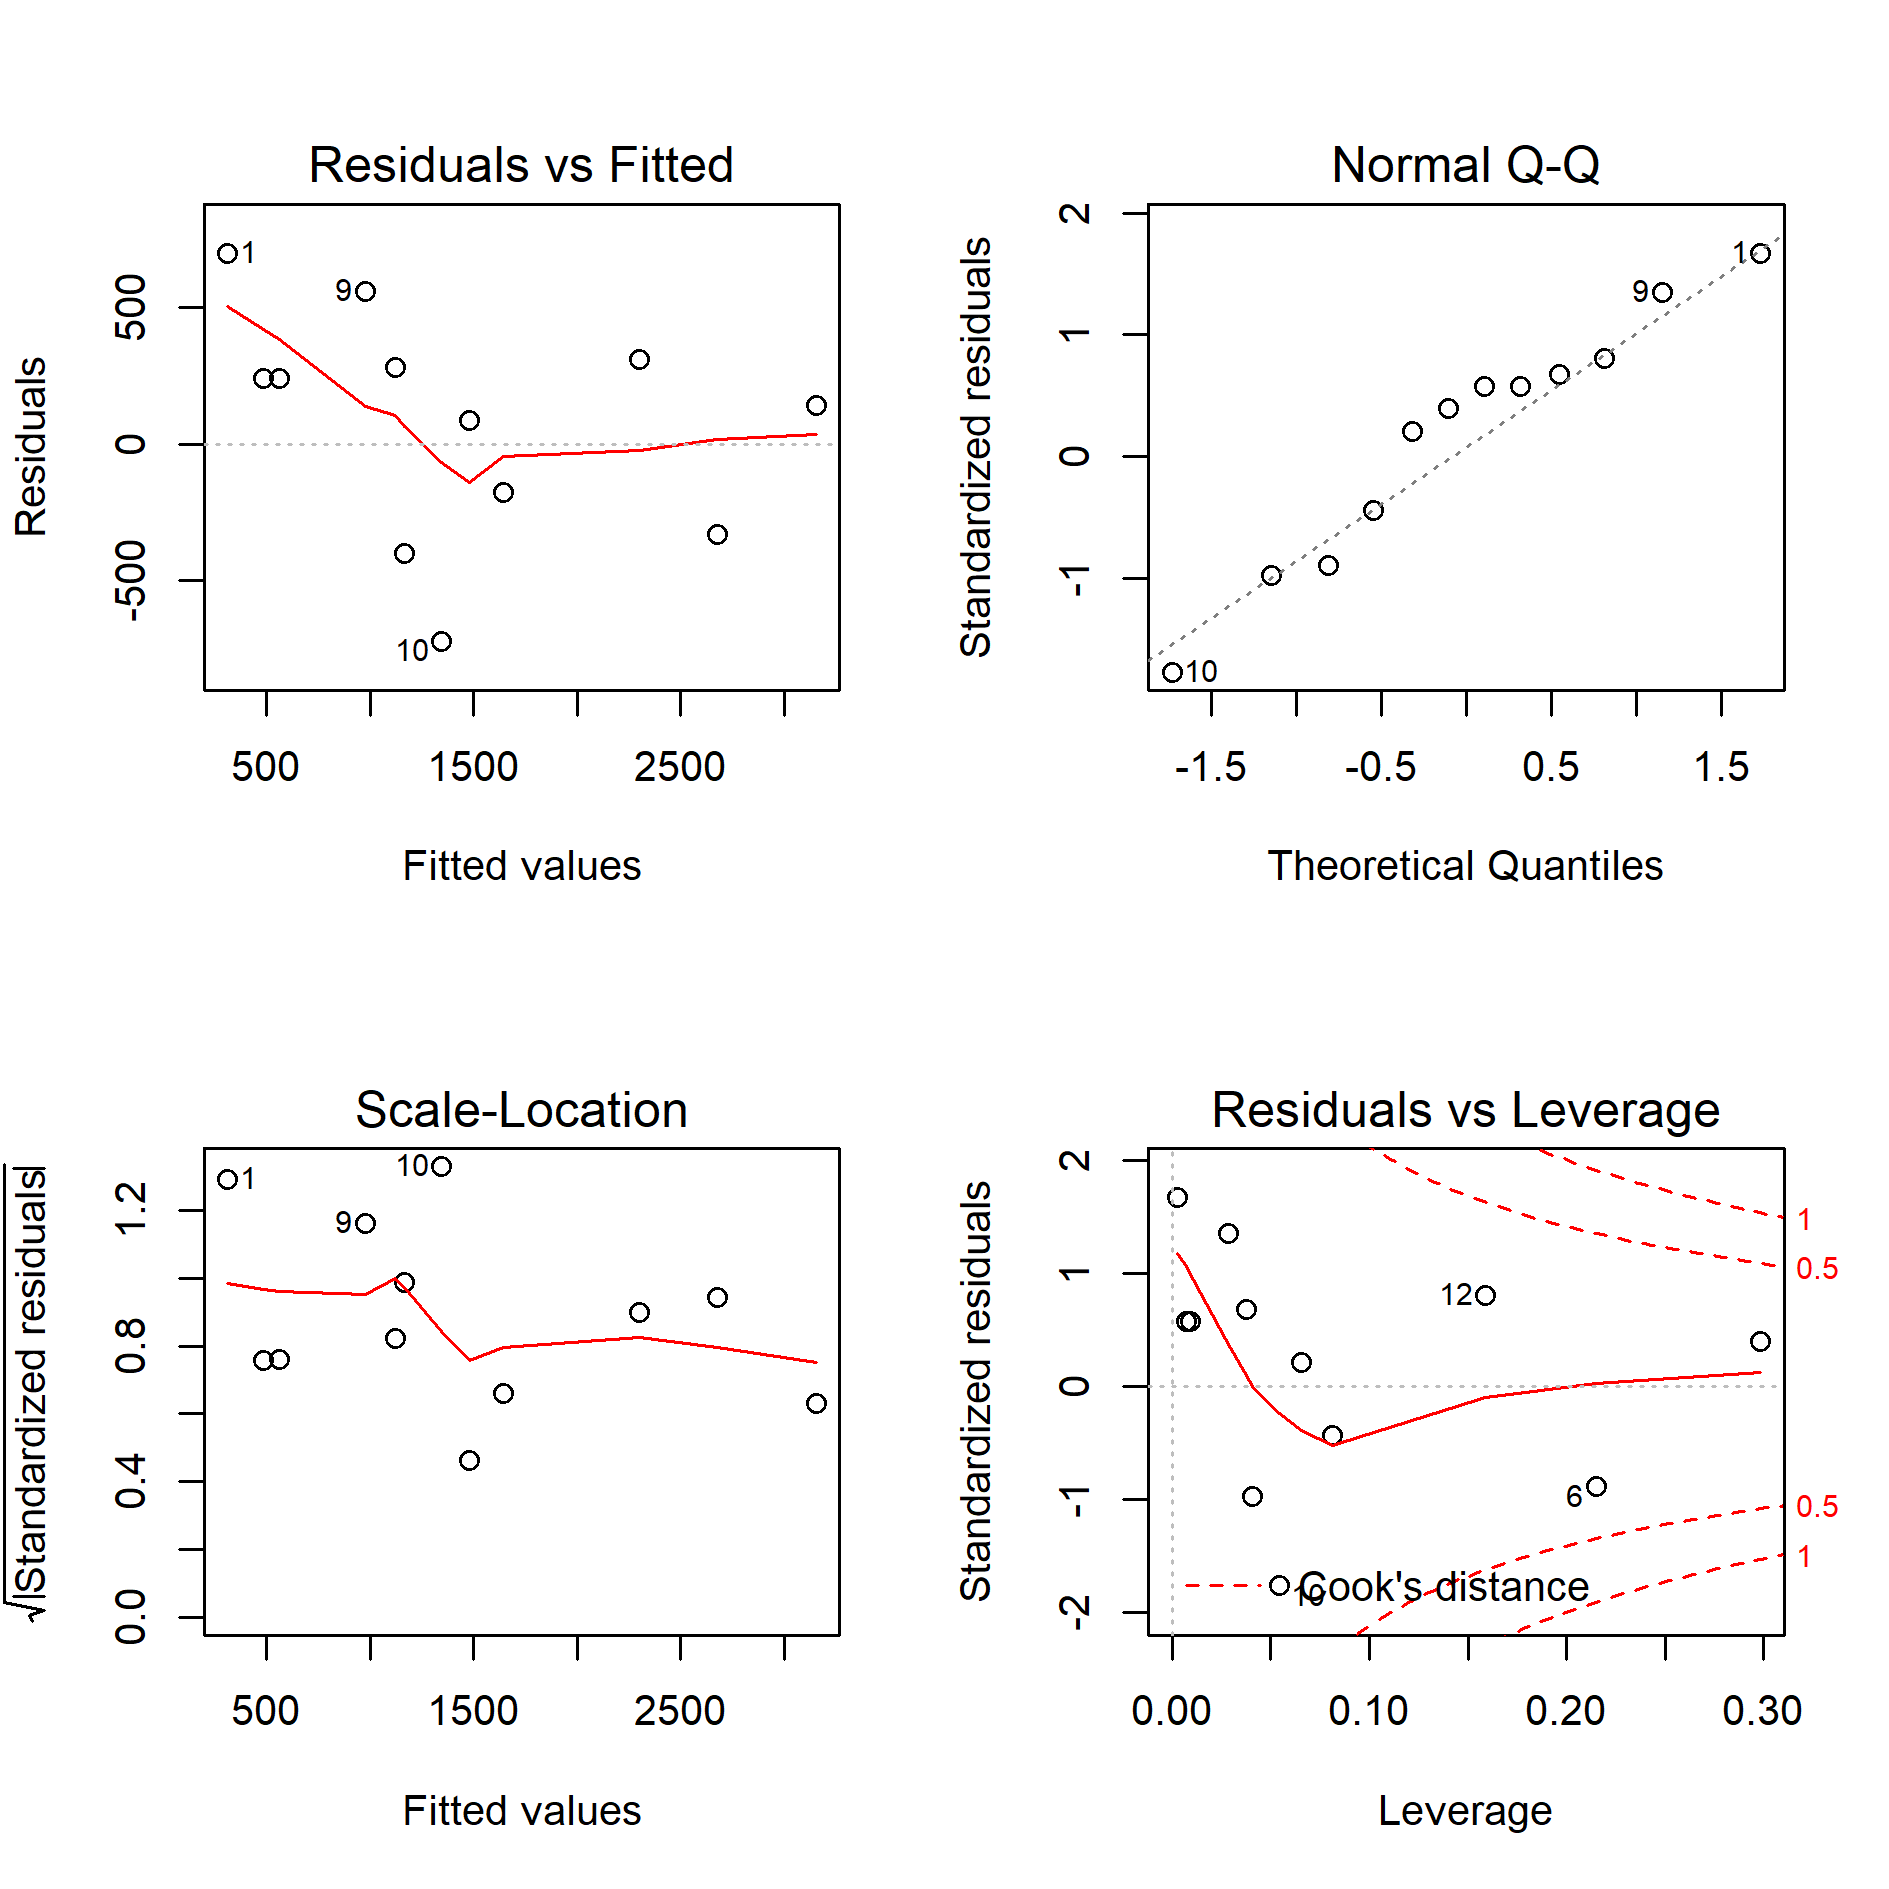 Residuals vs Fitted
1
9
10
Residuals
500
0
-500
500 1500 2500
Fitted values
Normal Q-Q
1
9
10
Standardized residuals
2
1
0
-1
-1.5 -0.5 0.5 1.5
Theoretical Quantiles
Scale-Location
1
10
9
√|Standardized residuals|
1.2
0.8
0.4
0.0
500 1500 2500
Fitted values
Residuals vs Leverage
1
0.5
12
6
0.5
1
Cook's distance
10
Standardized residuals
2
1
0
-1
-2
0.00 0.10 0.20 0.30
Leverage